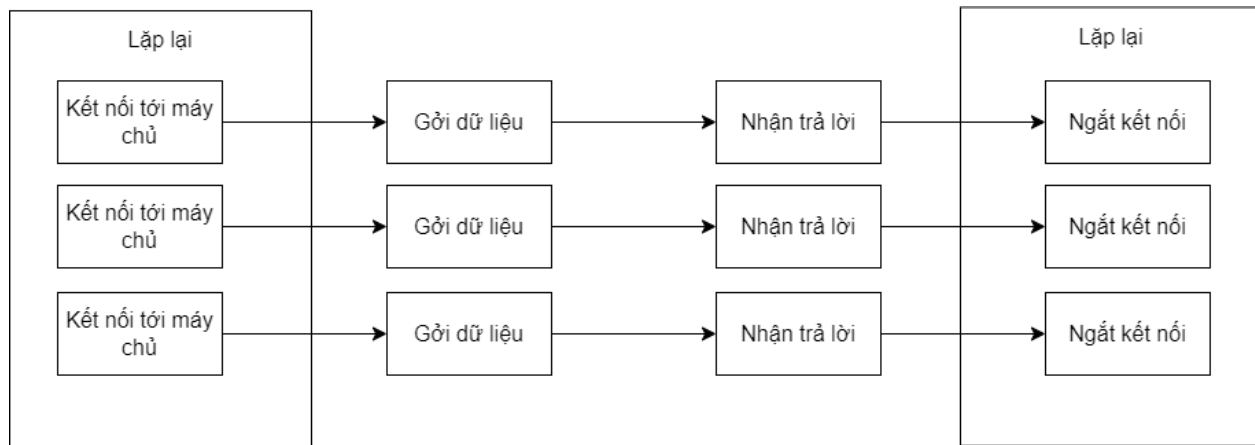 Lặp lại
Lặp lại
Kết nối tới máy
chủ
Gởi dữ liệu
Nhận trả lời
Ngắt kết nối
Kết nối tới máy
chủ
Gởi dữ liệu
Nhận trả lời
Ngắt kết nối
Kết nối tới máy
chủ
Gởi dữ liệu
Nhận trả lời
Ngắt kết nối